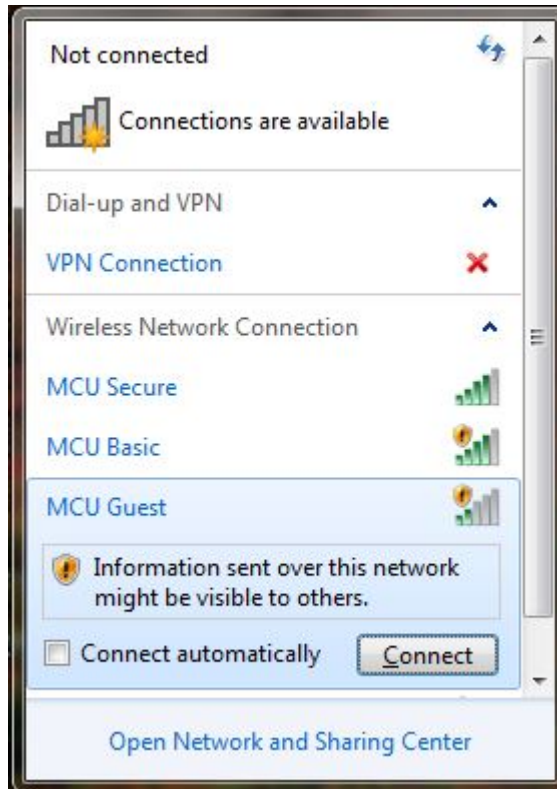 Not connected
Connections are available
Dial-up and VPN
VPN Connection
Wireless Network Connection
MCU Secure
MCU Basic
MCU Guest
Information sent over this network
might be visible to others.
Connect automatically
Connect
Open Network and Sharing Center